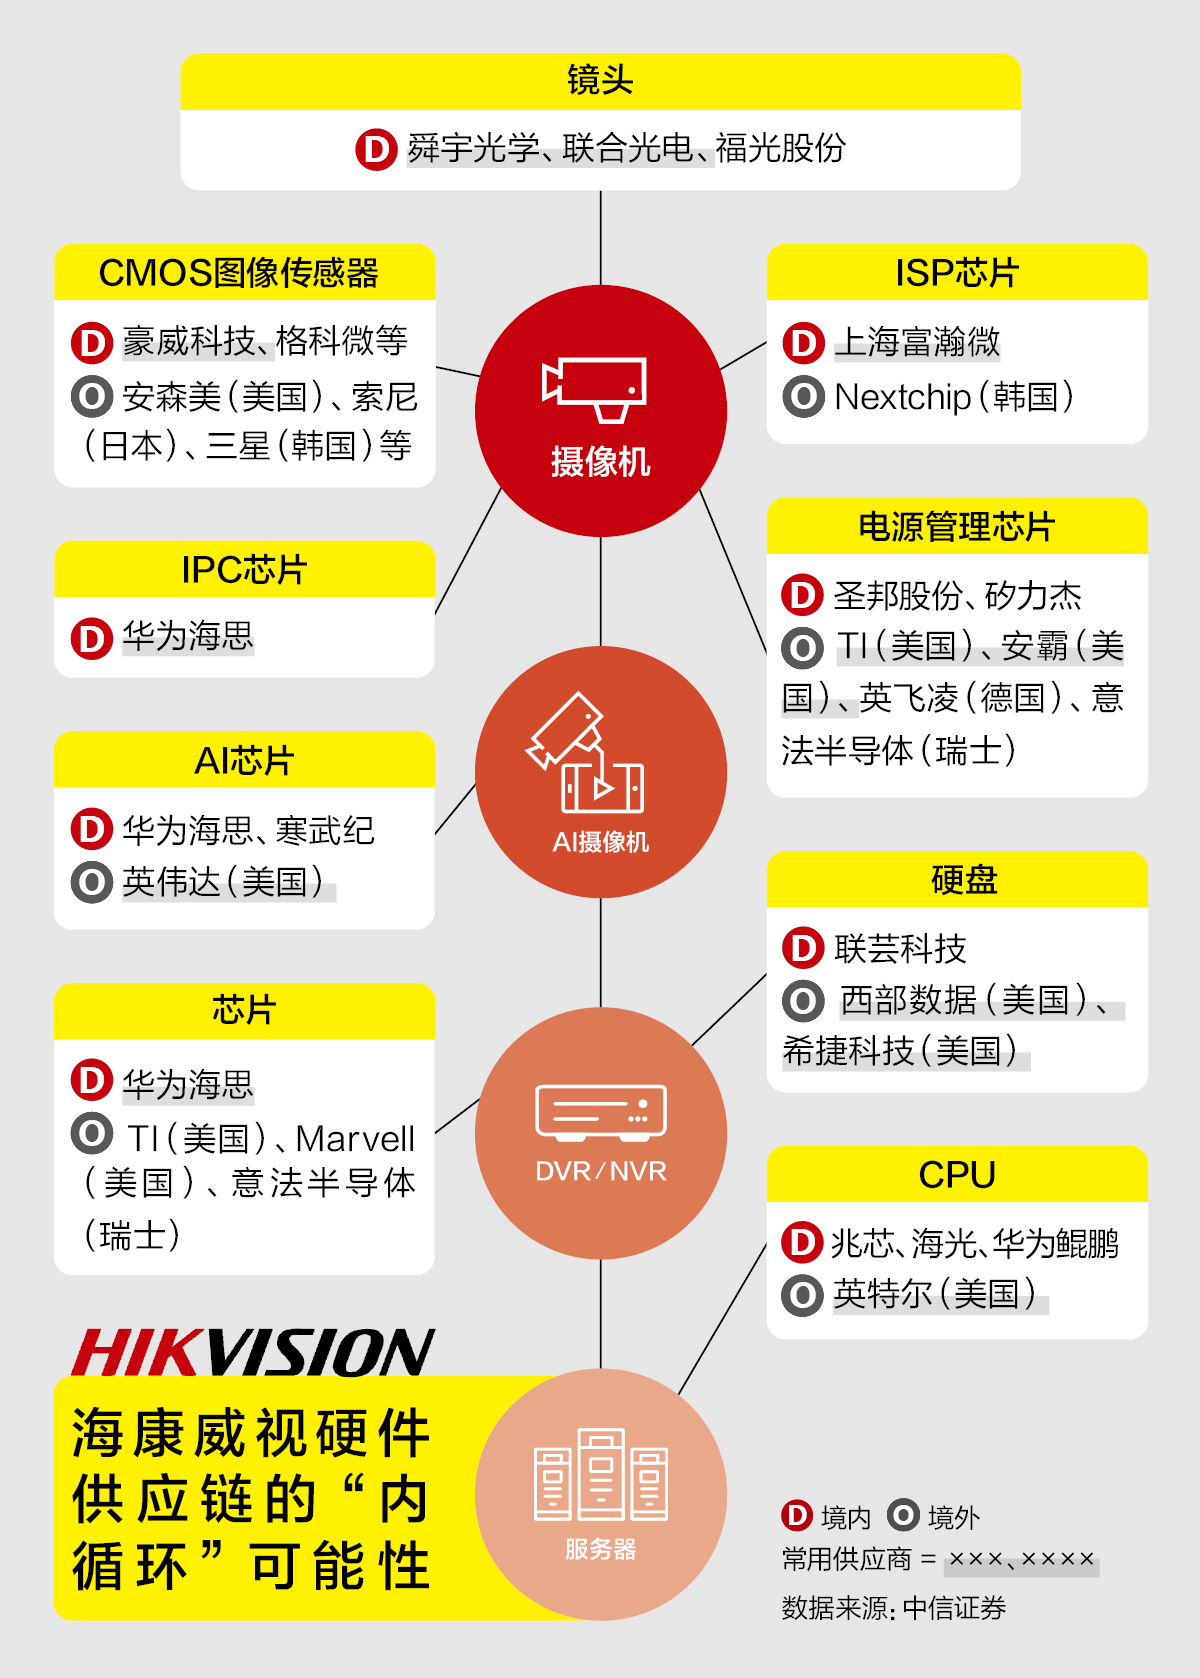 镜头
D 舜宇光学、联合光电、福光股份
CMOS图像传感器
D 豪威科技、格科微等
O 安森美（美国）、索尼
（日本）、三星（韩国）等
ISP芯片
D 上海富瀚微
O Nextchip（韩国）
摄像机
IPC芯片
D 华为海思
电源管理芯片
D 圣邦股份、矽力杰
O TI（美国）、安霸（美
国）、英飞凌（德国）、意
法半导体（瑞士）
AI芯片
D 华为海思、寒武纪
O 英伟达（美国）
AI摄像机
硬盘
D 联芸科技
O 西部数据（美国）、
希捷科技（美国）
芯片
D 华为海思
O TI（美国）、Marvell
（美国）、意法半导体
（瑞士）
DVR/NVR
CPU
D 兆芯、海光、华为鲲鹏
O 英特尔（美国）
HIKVISION
海康威视硬件
供应链的“内
循环”可能性
服务器
D 境内 O 境外
常用供应商 = ×××、××××
数据来源：中信证券